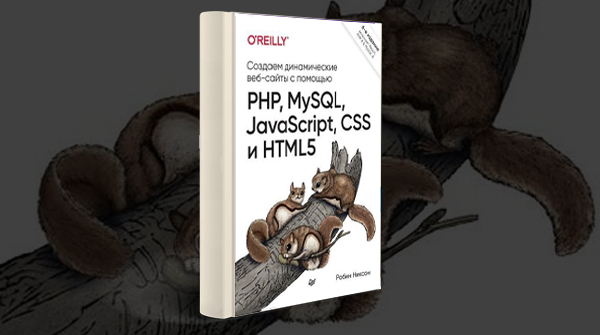 O'REILLY
Создаем динамические
веб-сайты с помощью
PHP, MySQL,
JavaScript, CSS
и HTML5
Робин Никсон